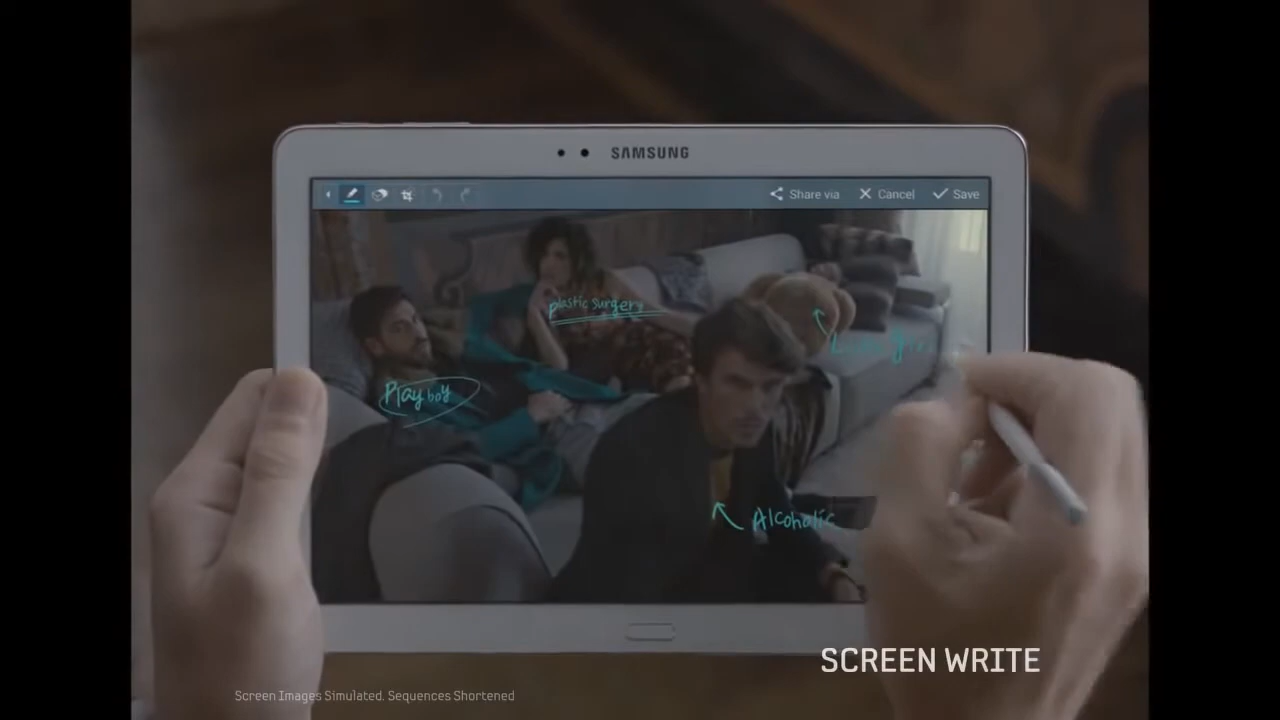 SAMSUNG
Share via
Cancel
Save
plastic surgery
Play boy
Alcoholic
SCREEN WRITE
Screen Images Simulated. Sequences Shortened